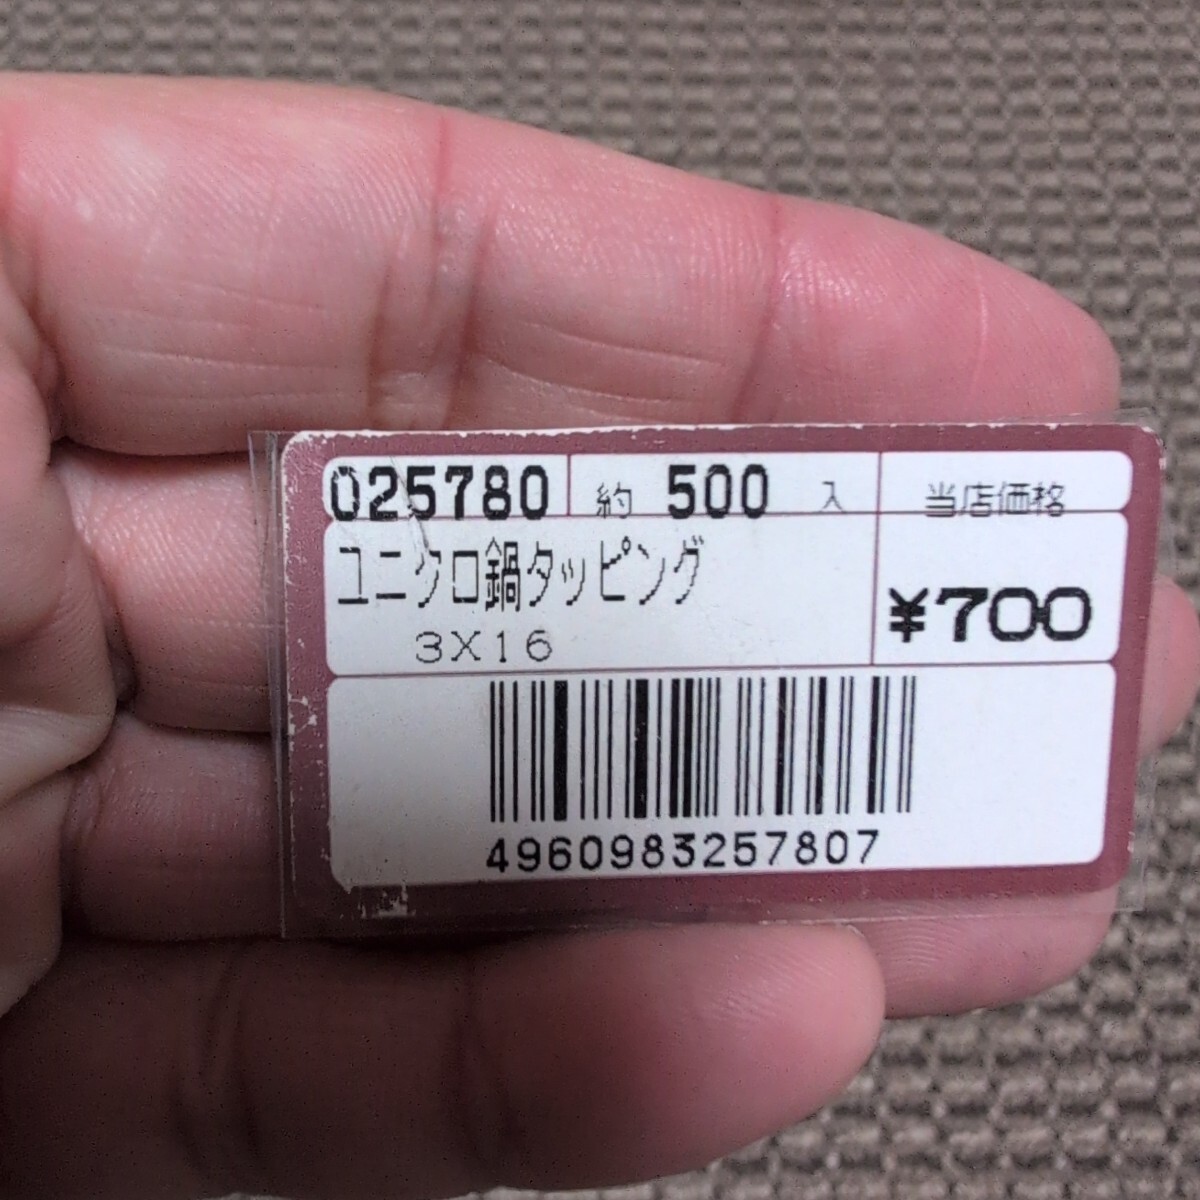 025780 約 500 入 当店価格
ユニクロ鍋タッピング
¥700
3X16
4960983257807